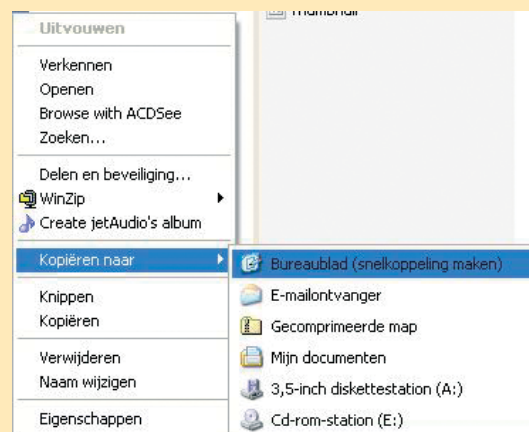 Thumbnail
Uitvouwen
Verkennen
Openen
Browse with ACDSee
Zoeken...
Delen en beveiliging...
WinZip
Create jetAudio's album
Kopiëren naar
Knippen
Kopiëren
Verwijderen
Naam wijzigen
Eigenschappen
Bureaublad (snelkoppeling maken)
E-mailontvanger
Gecomprimeerde map
Mijn documenten
3,5-inch diskettestation (A:)
Cd-rom-station (E:)